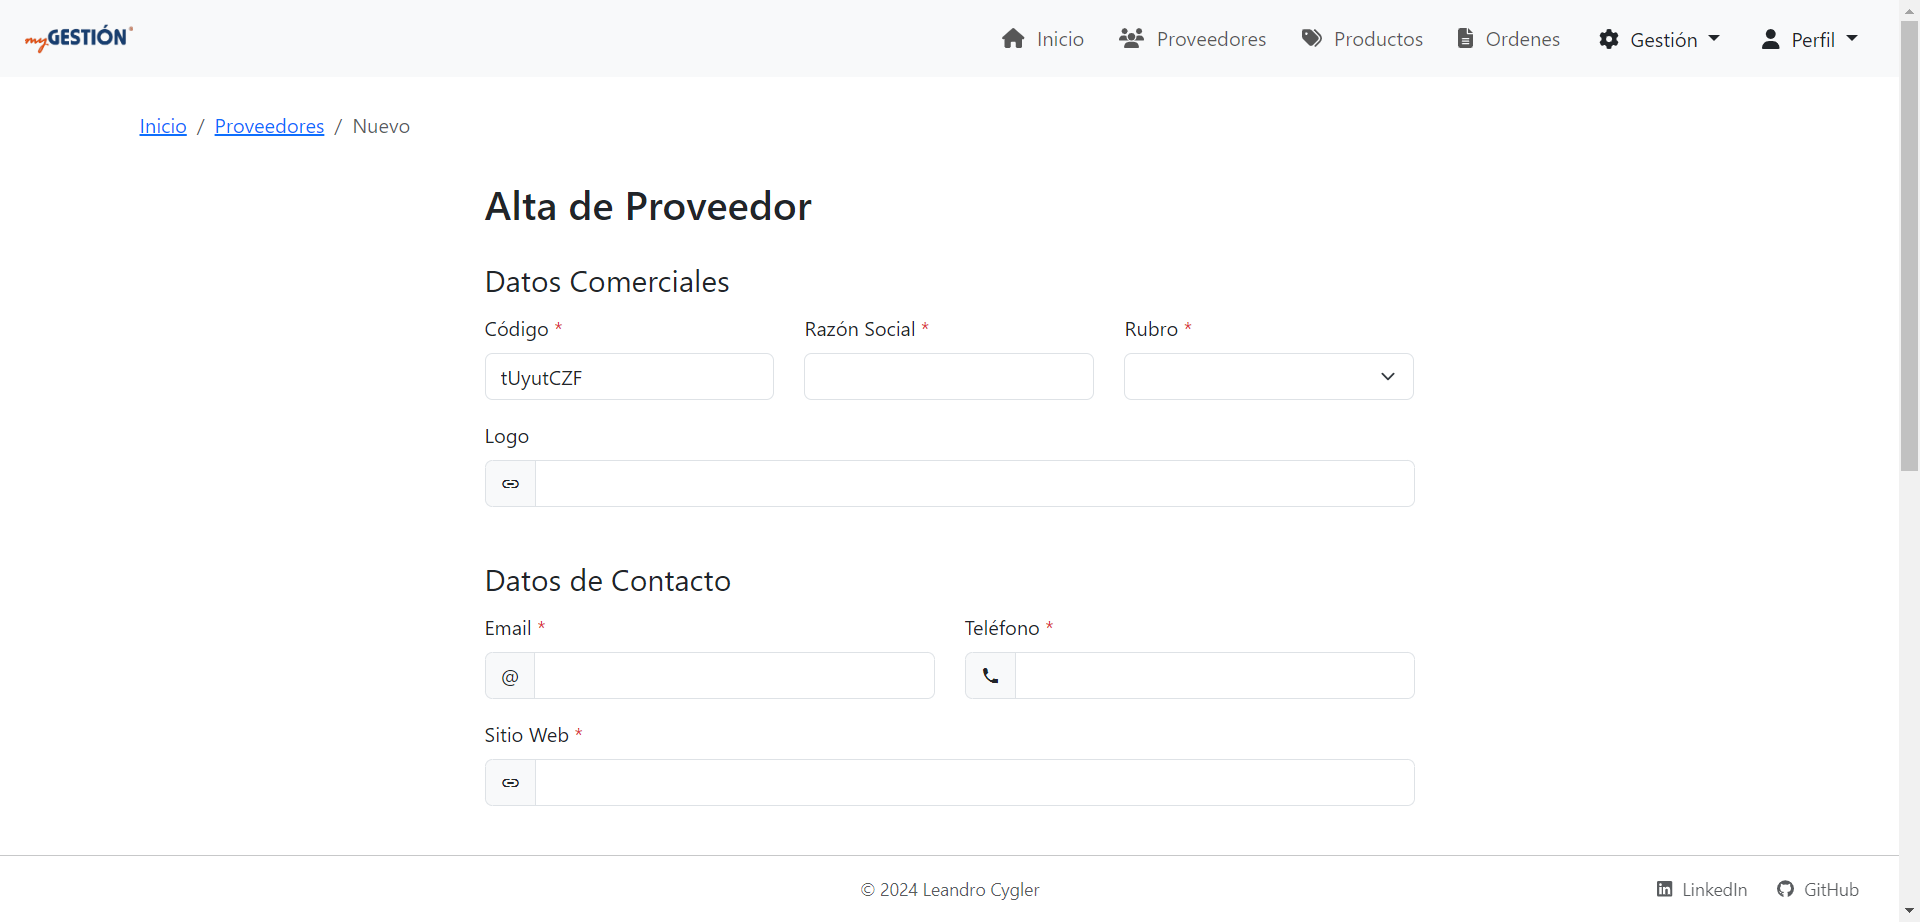 myGESTIÓN
Inicio Proveedores Productos Ordenes Gestión Perfil
Inicio / Proveedores / Nuevo
Alta de Proveedor
Datos Comerciales
Código * Razón Social * Rubro *
tUyutCZF
Logo
Datos de Contacto
Email * Teléfono *
@
Sitio Web *
© 2024 Leandro Cygler LinkedIn GitHub